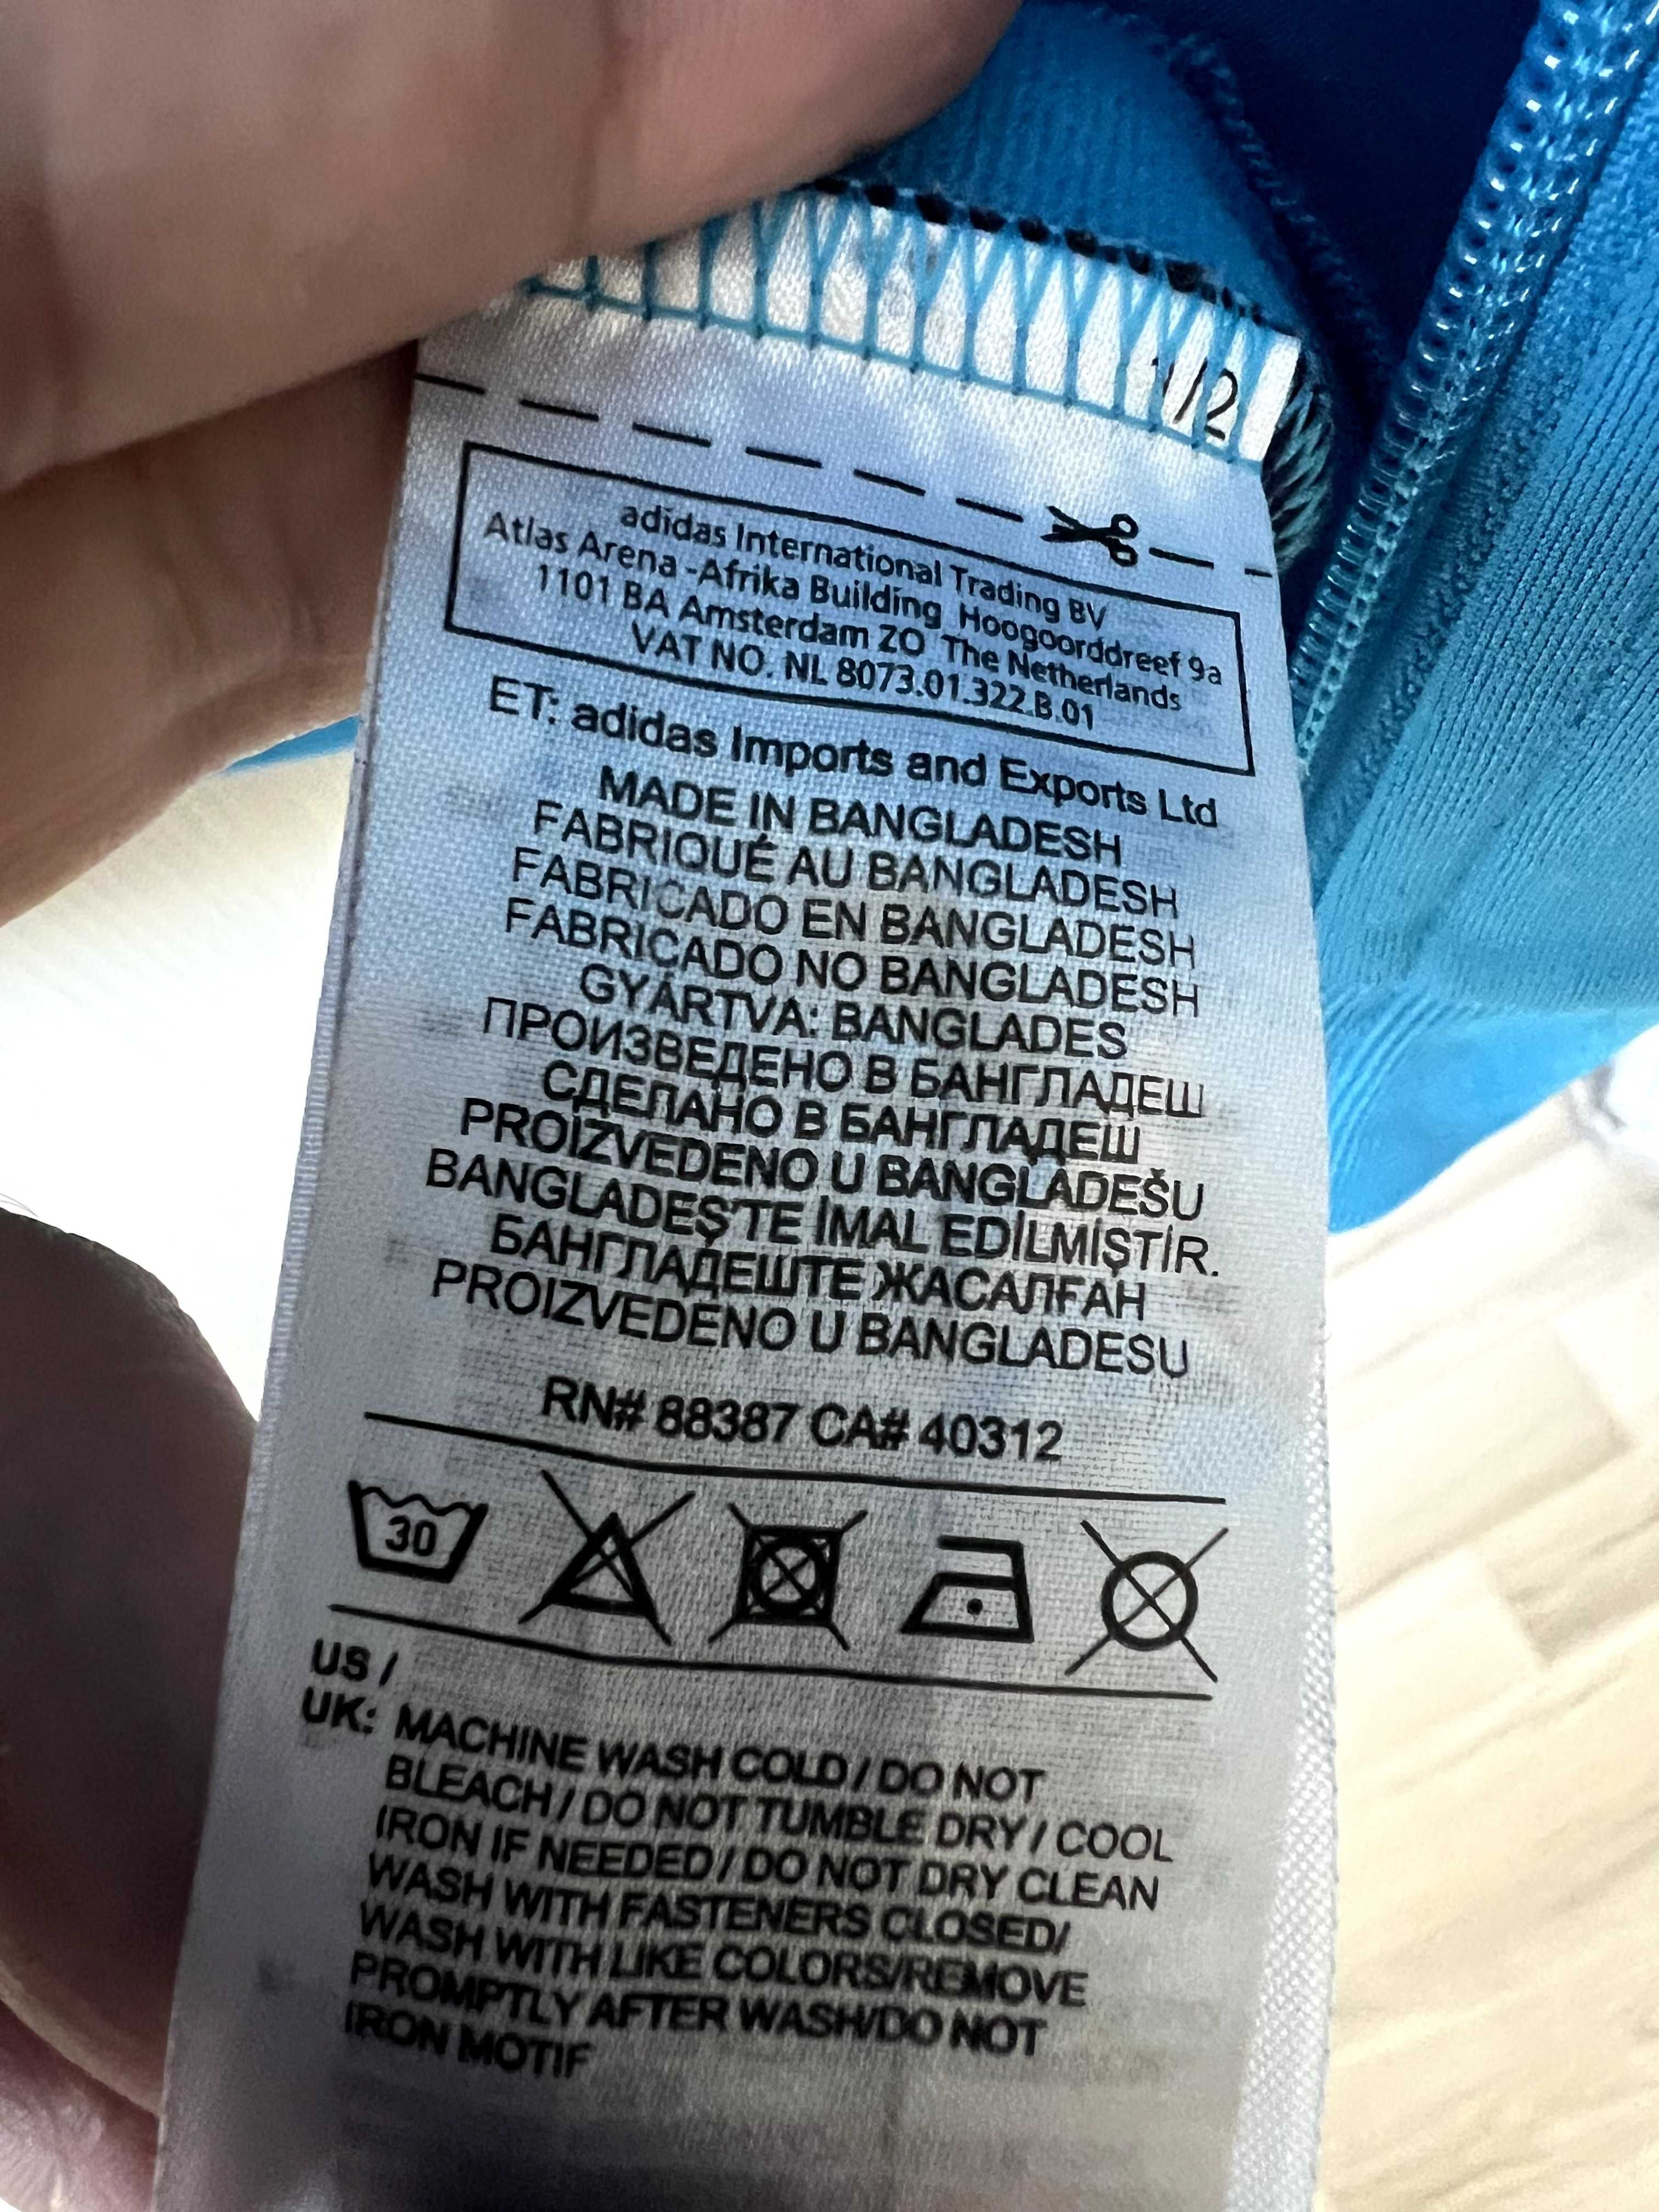 1/2
adidas International Trading BV
Atlas Arena -Afrika Building Hoogoorddreef 9a
1101 BA Amsterdam ZO The Netherlands
VAT NO. NL 8073.01.322.B.01
ET: adidas Imports and Exports Ltd
MADE IN BANGLADESH
FABRIQUÉ AU BANGLADESH
FABRICADO EN BANGLADESH
FABRICADO NO BANGLADESH
GYÁRTVA: BANGLADES
ПРОИЗВЕДЕНО В БАНГЛАДЕШ
СДЕЛАНО В БАНГЛАДЕШ
PROIZVEDENO U BANGLADEŠU
BANGLADEŞ'TE İMAL EDİLMİŞTİR.
БАНГЛАДЕШТЕ ЖАСАЛҒАН
PROIZVEDENO U BANGLADESU
RN# 88387 CA# 40312
30
US /
UK: MACHINE WASH COLD / DO NOT
BLEACH / DO NOT TUMBLE DRY / COOL
IRON IF NEEDED / DO NOT DRY CLEAN
WASH WITH FASTENERS CLOSED/
WASH WITH LIKE COLORS/REMOVE
PROMPTLY AFTER WASH/DO NOT
IRON MOTIF